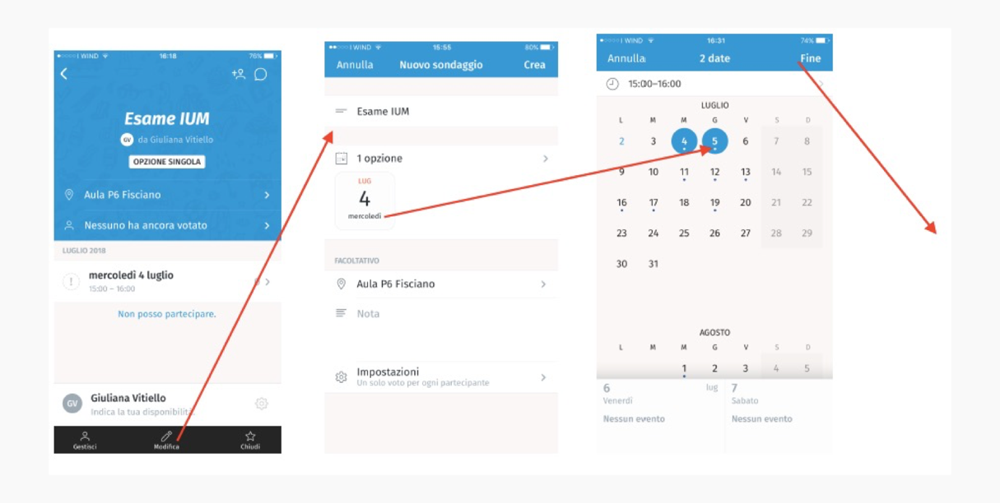 WIND 16:18 76%
Esame IUM
GV da Giuliana Vitiello
OPZIONE SINGOLA
Aula P6 Fisciano
Nessuno ha ancora votato
LUGLIO 2018
mercoledì 4 luglio
15:00 – 16:00
Non posso partecipare.
GV Giuliana Vitiello
Indica la tua disponibilità.
Gestisci Modifica Chiudi
WIND 15:55 80%
Annulla Nuovo sondaggio Crea
Esame IUM
1 opzione
LUG
4
mercoledì
FACOLTATIVO
Aula P6 Fisciano
Nota
Impostazioni
Un solo voto per ogni partecipante
WIND 16:31 74%
Annulla 2 date Fine
15:00–16:00
LUGLIO
L M M G V S D
2 3 4 5 6 7 8
9 10 11 12 13 14 15
16 17 18 19 20 21 22
23 24 25 26 27 28 29
30 31
AGOSTO
L M M G V S D
1 2 3 4 5
6 lug 7
Venerdì Sabato
Nessun evento Nessun evento